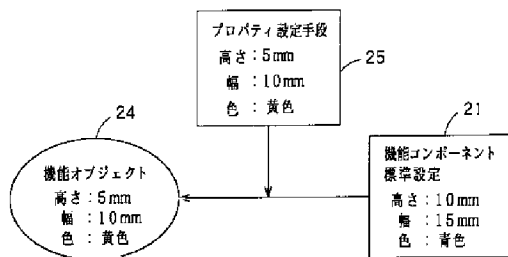 プロパティ設定手段
高さ：5mm
幅：10mm
色：黄色
25
24
機能オブジェクト
高さ：5mm
幅：10mm
色：黄色
21
機能コンポーネント
標準設定
高さ：10mm
幅：15mm
色：青色